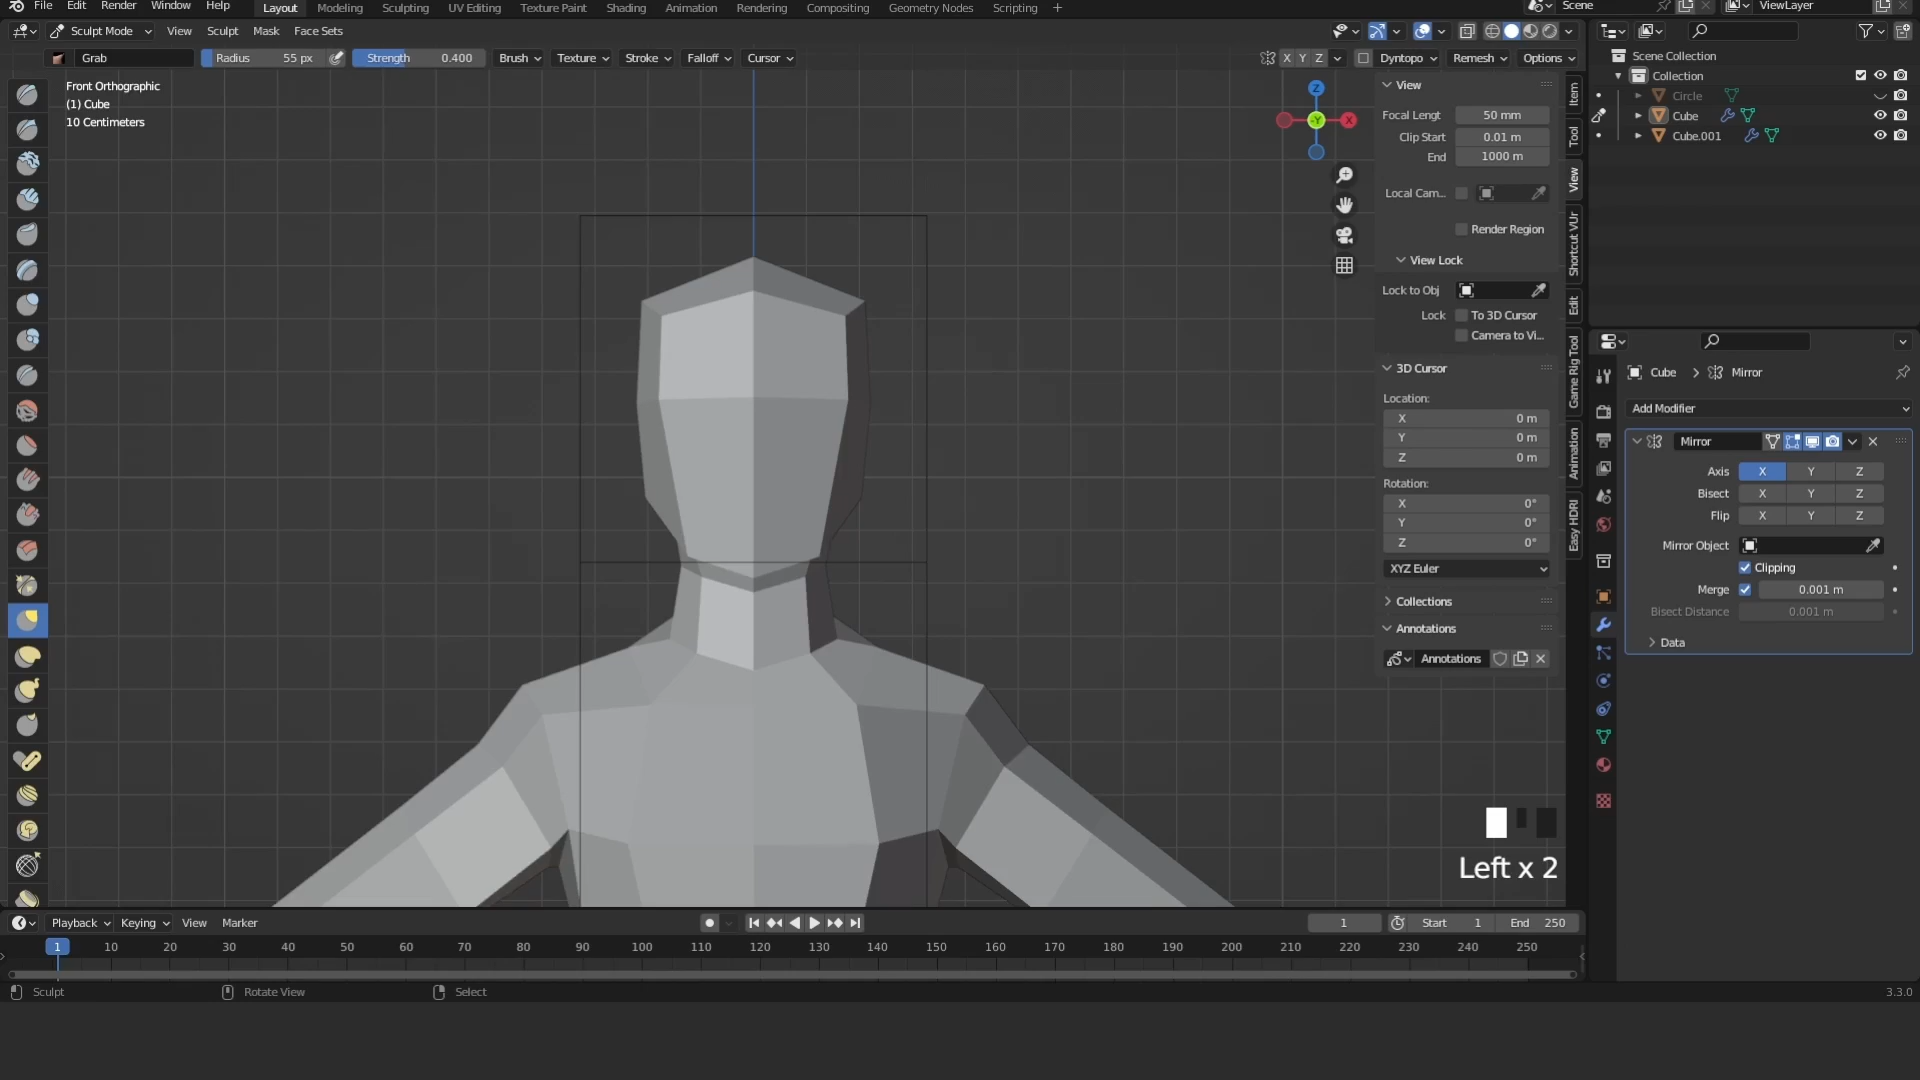 File Edit Render Window Help Layout Modeling Sculpting UV Editing Texture Paint Shading Animation Rendering Compositing Geometry Nodes Scripting + Scene ViewLayer
Sculpt Mode View Sculpt Mask Face Sets
Grab Radius 55 px Strength 0.400 Brush Texture Stroke Falloff Cursor X Y Z Dyntopo Remesh Options
Front Orthographic
(1) Cube
10 Centimeters
Z
-Y
X
View
Focal Lengt 50 mm
Clip Start 0.01 m
End 1000 m
Local Cam...
Render Region
View Lock
Lock to Obj
Lock To 3D Cursor
Camera to Vi...
3D Cursor
Location:
X 0 m
Y 0 m
Z 0 m
Rotation:
X 0°
Y 0°
Z 0°
XYZ Euler
Collections
Annotations
Annotations
Item
Tool
View
Shortcut VUr
Edit
Game Rig Tool
Animation
Easy HDRI
Scene Collection
Collection
Circle
Cube
Cube.001
Cube > Mirror
Add Modifier
Mirror
Axis X Y Z
Bisect X Y Z
Flip X Y Z
Mirror Object
Clipping
Merge 0.001 m
Bisect Distance 0.001 m
Data
Left x 2
Playback Keying View Marker 1 Start 1 End 250
1 10 20 30 40 50 60 70 80 90 100 110 120 130 140 150 160 170 180 190 200 210 220 230 240 250
Sculpt Rotate View Select 3.3.0